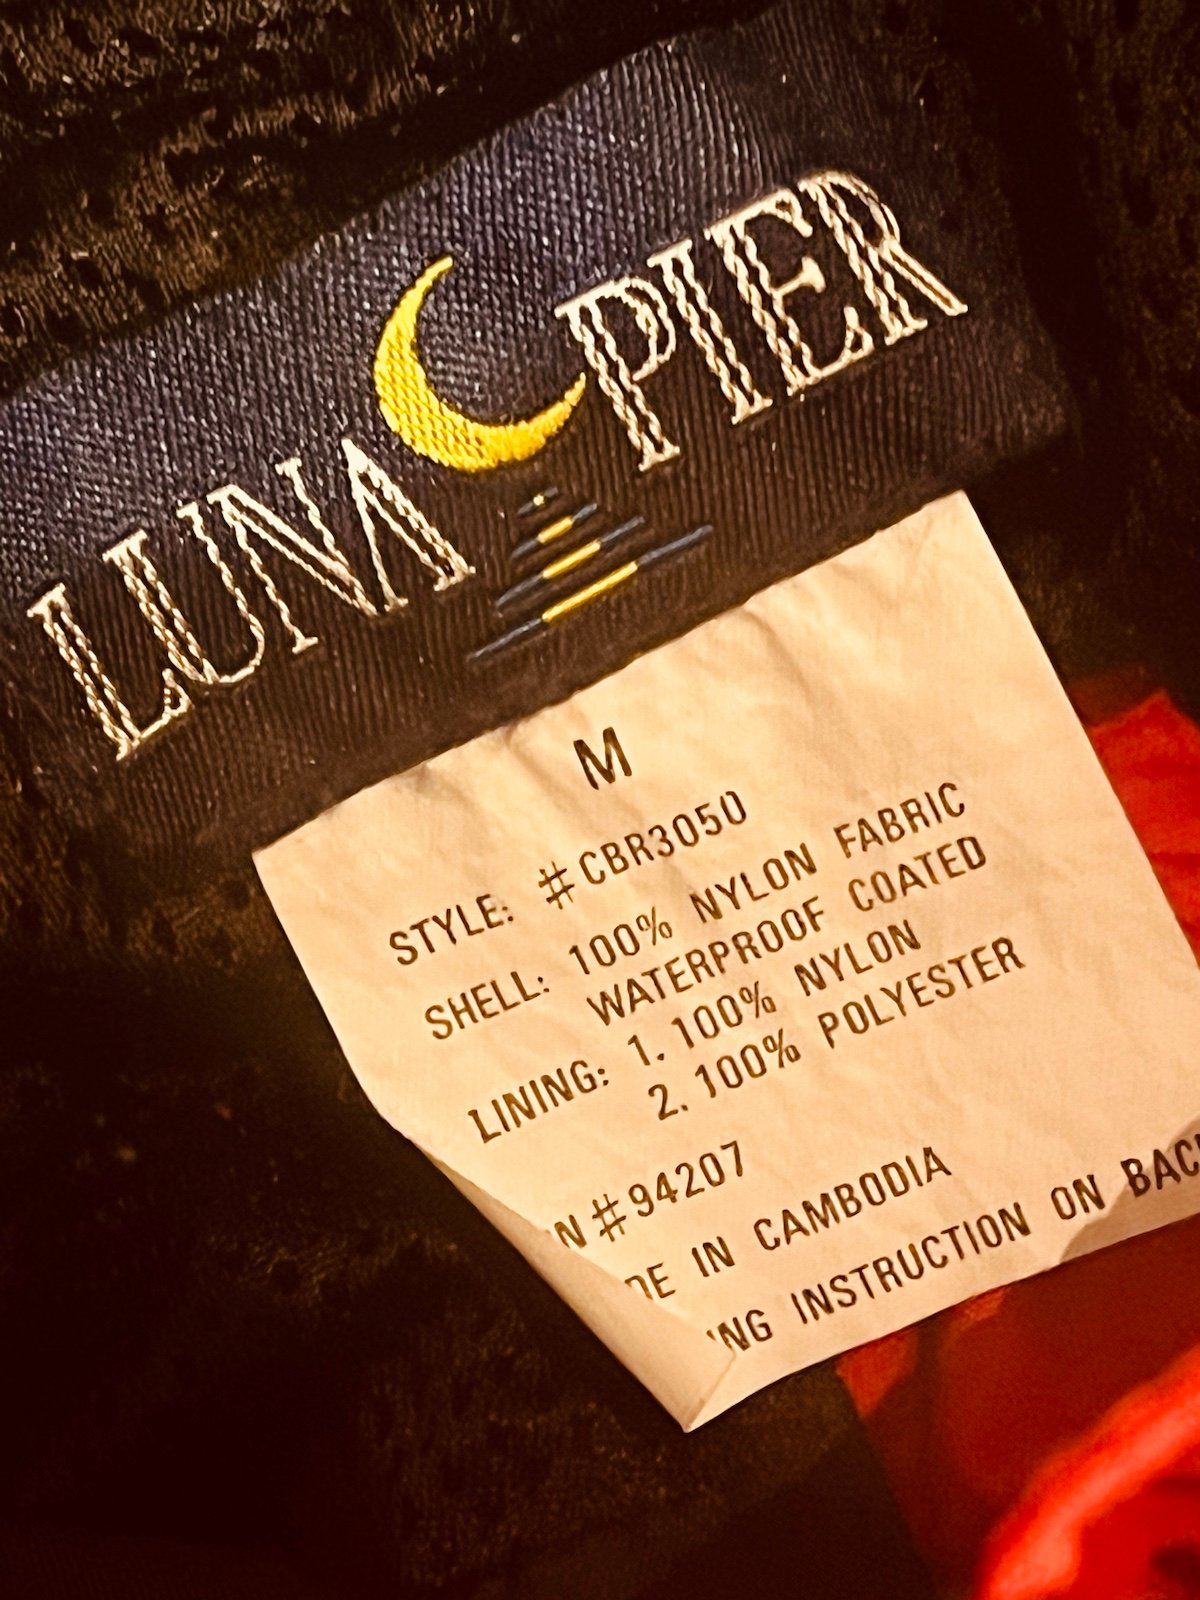 LUNA PIER
M
STYLE: #CBR3050
SHELL: 100% NYLON FABRIC
WATERPROOF COATED
LINING: 1. 100% NYLON
2. 100% POLYESTER
N #94207
DE IN CAMBODIA
ING INSTRUCTION ON BAC